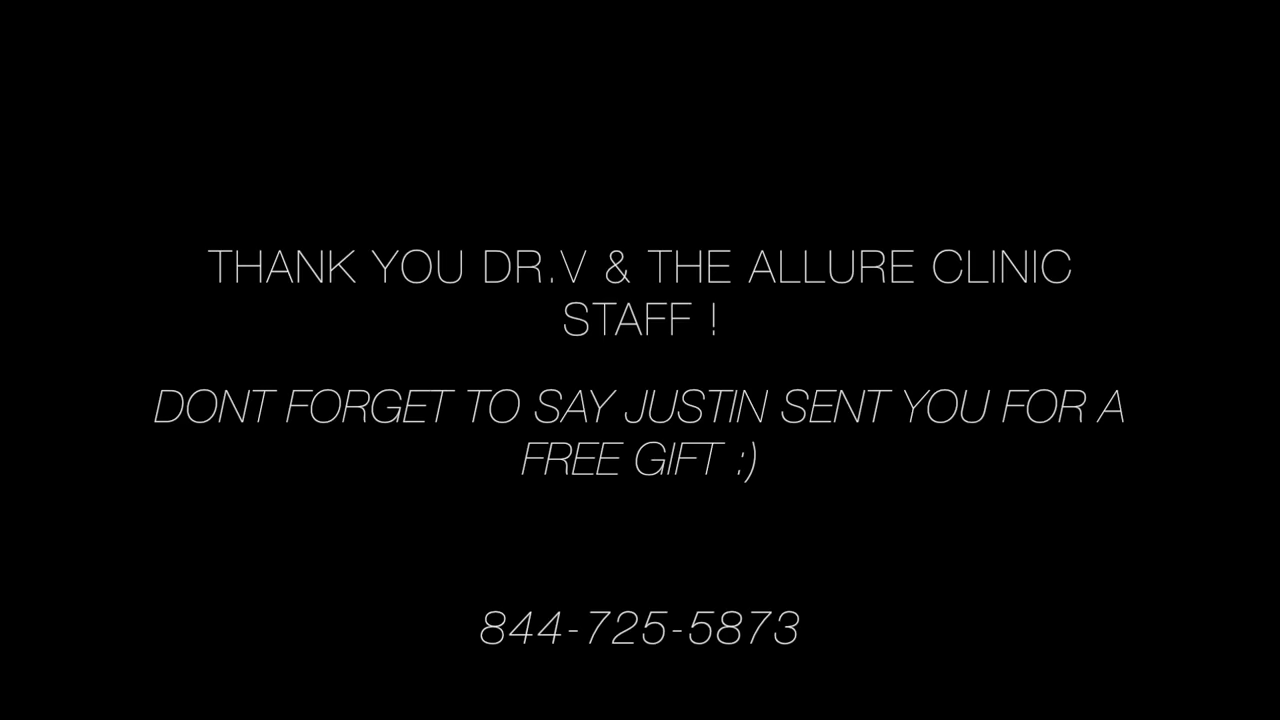 THANK YOU DR.V & THE ALLURE CLINIC
STAFF !
DONT FORGET TO SAY JUSTIN SENT YOU FOR A
FREE GIFT :)
844-725-5873